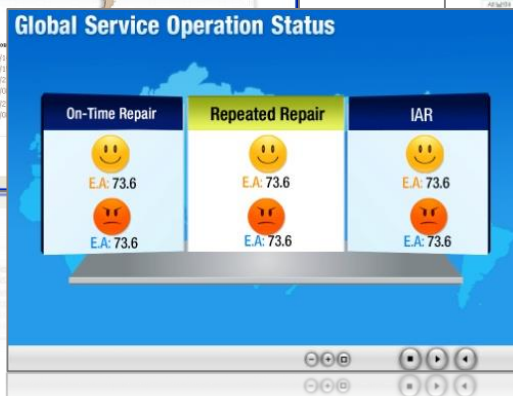 Global Service Operation Status
On-Time Repair
E.A: 73.6
E.A: 73.6
Repeated Repair
E.A: 73.6
E.A: 73.6
IAR
E.A: 73.6
E.A: 73.6